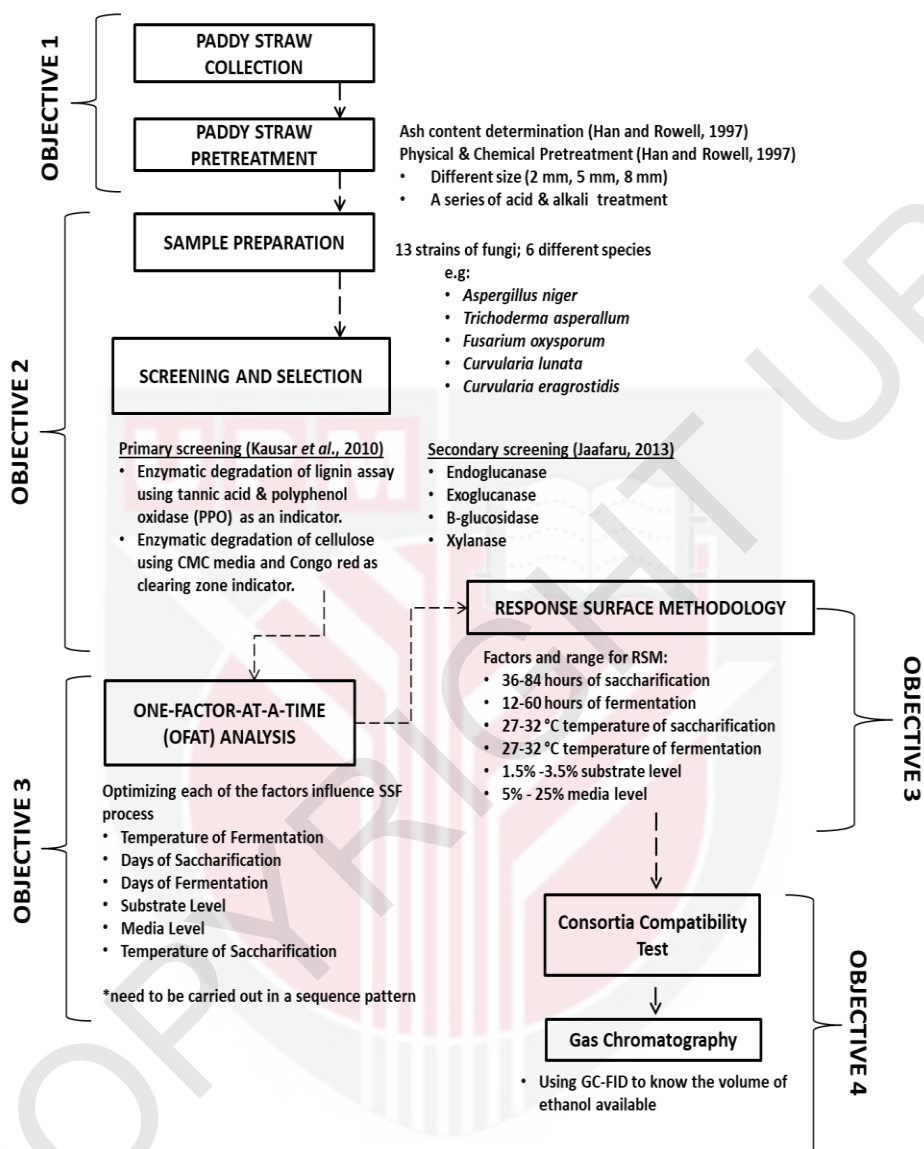 OBJECTIVE 1
PADDY STRAW
COLLECTION
PADDY STRAW
PRETREATMENT
Ash content determination (Han and Rowell, 1997)
Physical & Chemical Pretreatment (Han and Rowell, 1997)
• Different size (2 mm, 5 mm, 8 mm)
• A series of acid & alkali treatment
OBJECTIVE 2
SAMPLE PREPARATION
13 strains of fungi; 6 different species
e.g:
• Aspergillus niger
• Trichoderma asperallum
• Fusarium oxysporum
• Curvularia lunata
• Curvularia eragrostidis
SCREENING AND SELECTION
Primary screening (Kausar et al., 2010)
• Enzymatic degradation of lignin assay
using tannic acid & polyphenol
oxidase (PPO) as an indicator.
• Enzymatic degradation of cellulose
using CMC media and Congo red as
clearing zone indicator.
Secondary screening (Jaafaru, 2013)
• Endoglucanase
• Exoglucanase
• B-glucosidase
• Xylanase
OBJECTIVE 3
ONE-FACTOR-AT-A-TIME
(OFAT) ANALYSIS
Optimizing each of the factors influence SSF
process
• Temperature of Fermentation
• Days of Saccharification
• Days of Fermentation
• Substrate Level
• Media Level
• Temperature of Saccharification
*need to be carried out in a sequence pattern
RESPONSE SURFACE METHODOLOGY
Factors and range for RSM:
• 36-84 hours of saccharification
• 12-60 hours of fermentation
• 27-32 °C temperature of saccharification
• 27-32 °C temperature of fermentation
• 1.5% -3.5% substrate level
• 5% - 25% media level
OBJECTIVE 3
Consortia Compatibility
Test
Gas Chromatography
• Using GC-FID to know the volume of
ethanol available
OBJECTIVE 4
UPM
OPYRIGHT UP